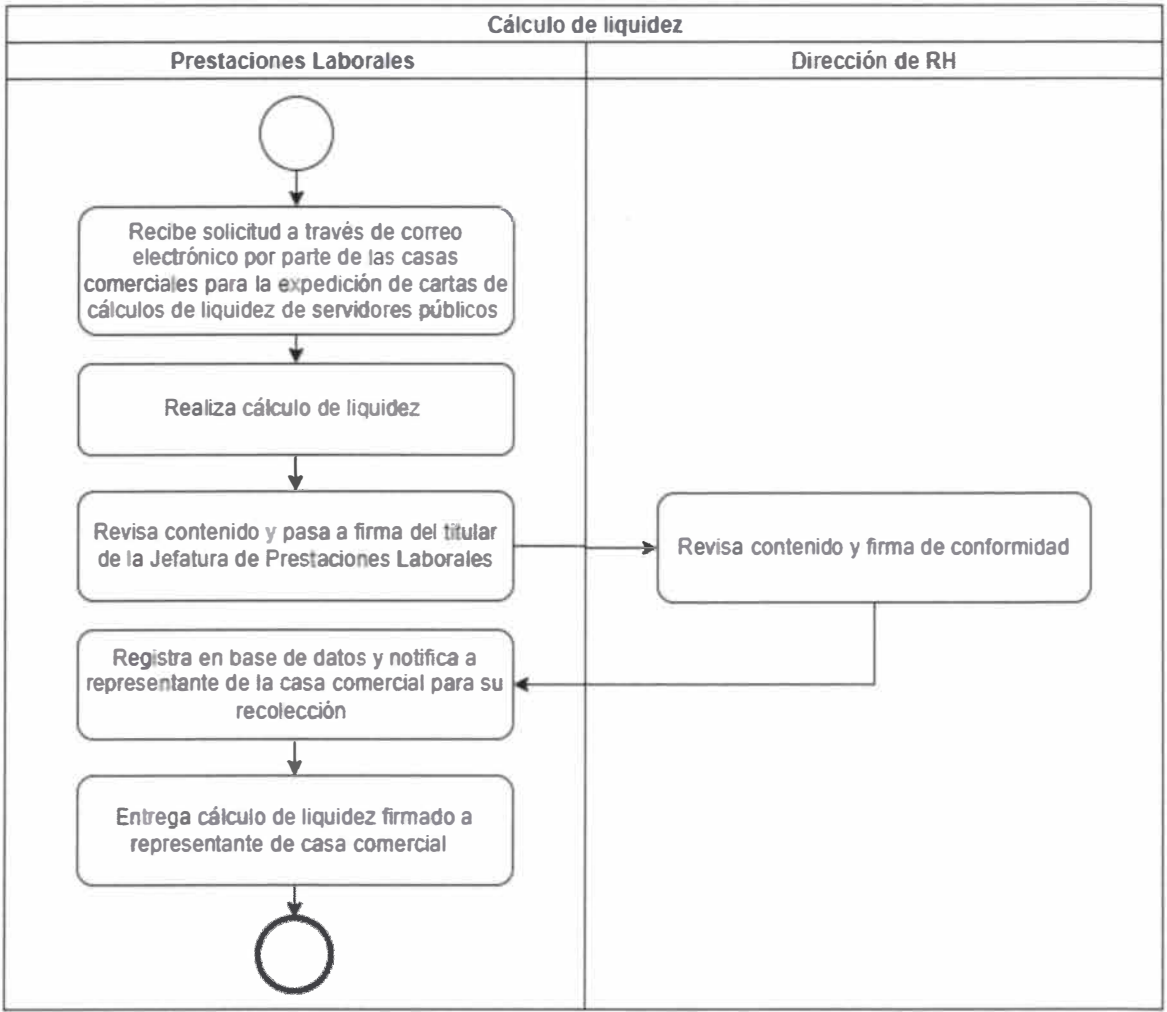 Cálculo de liquidez
Prestaciones Laborales
Dirección de RH
Recibe solicitud a través de correo
electrónico por parte de las casas
comerciales para la expedición de cartas de
cálculos de liquidez de servidores públicos
Realiza cálculo de liquidez
Revisa contenido y pasa a firma del titular
de la Jefatura de Prestaciones Laborales
Revisa contenido y firma de conformidad
Registra en base de datos y notifica a
representante de la casa comercial para su
recolección
Entrega cálculo de liquidez firmado a
representante de casa comercial